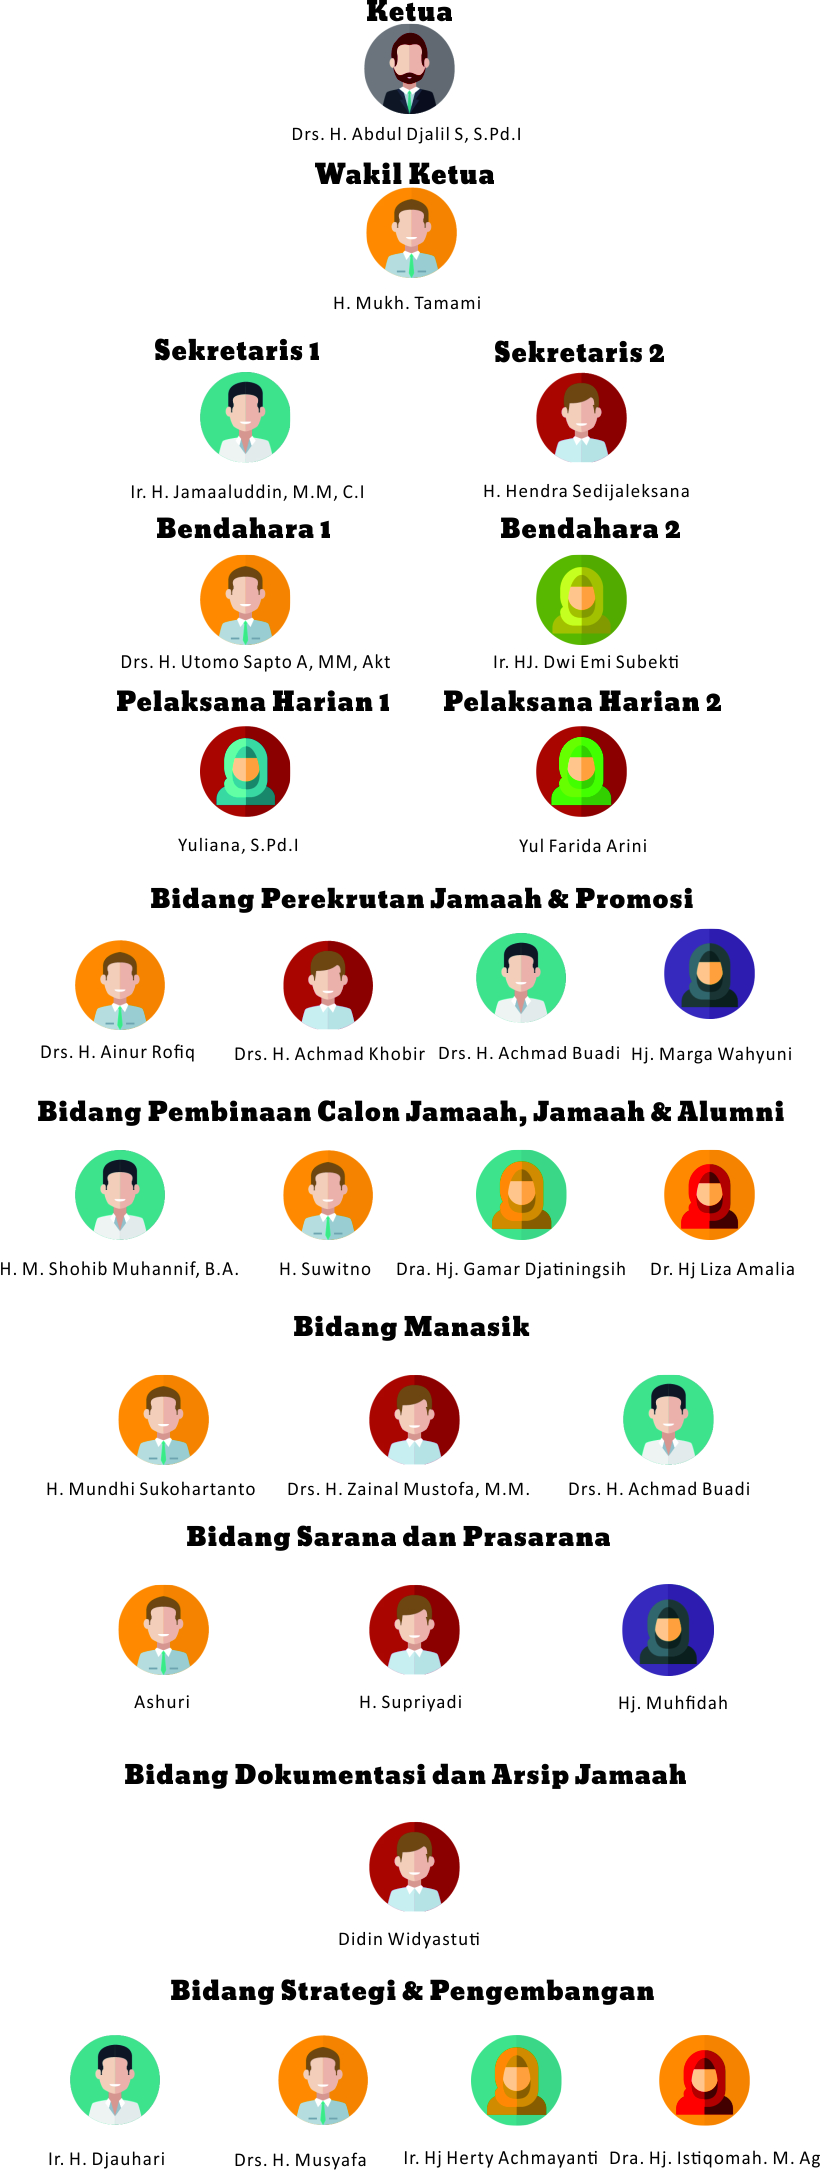 Ketua
Drs. H. Abdul Djalil S, S.Pd.I
Wakil Ketua
H. Mukh. Tamami
Sekretaris 1 Sekretaris 2
Ir. H. Jamaaluddin, M.M, C.I H. Hendra Sedijaleksana
Bendahara 1 Bendahara 2
Drs. H. Utomo Sapto A, MM, Akt Ir. HJ. Dwi Emi Subekti
Pelaksana Harian 1 Pelaksana Harian 2
Yuliana, S.Pd.I Yul Farida Arini
Bidang Perekrutan Jamaah & Promosi
Drs. H. Ainur Rofiq Drs. H. Achmad Khobir Drs. H. Achmad Buadi Hj. Marga Wahyuni
Bidang Pembinaan Calon Jamaah, Jamaah & Alumni
H. M. Shohib Muhannif, B.A. H. Suwitno Dra. Hj. Gamar Djatiningsih Dr. Hj Liza Amalia
Bidang Manasik
H. Mundhi Sukohartanto Drs. H. Zainal Mustofa, M.M. Drs. H. Achmad Buadi
Bidang Sarana dan Prasarana
Ashuri H. Supriyadi Hj. Muhfidah
Bidang Dokumentasi dan Arsip Jamaah
Didin Widyastuti
Bidang Strategi & Pengembangan
Ir. H. Djauhari Drs. H. Musyafa Ir. Hj Herty Achmayanti Dra. Hj. Istiqomah. M. Ag